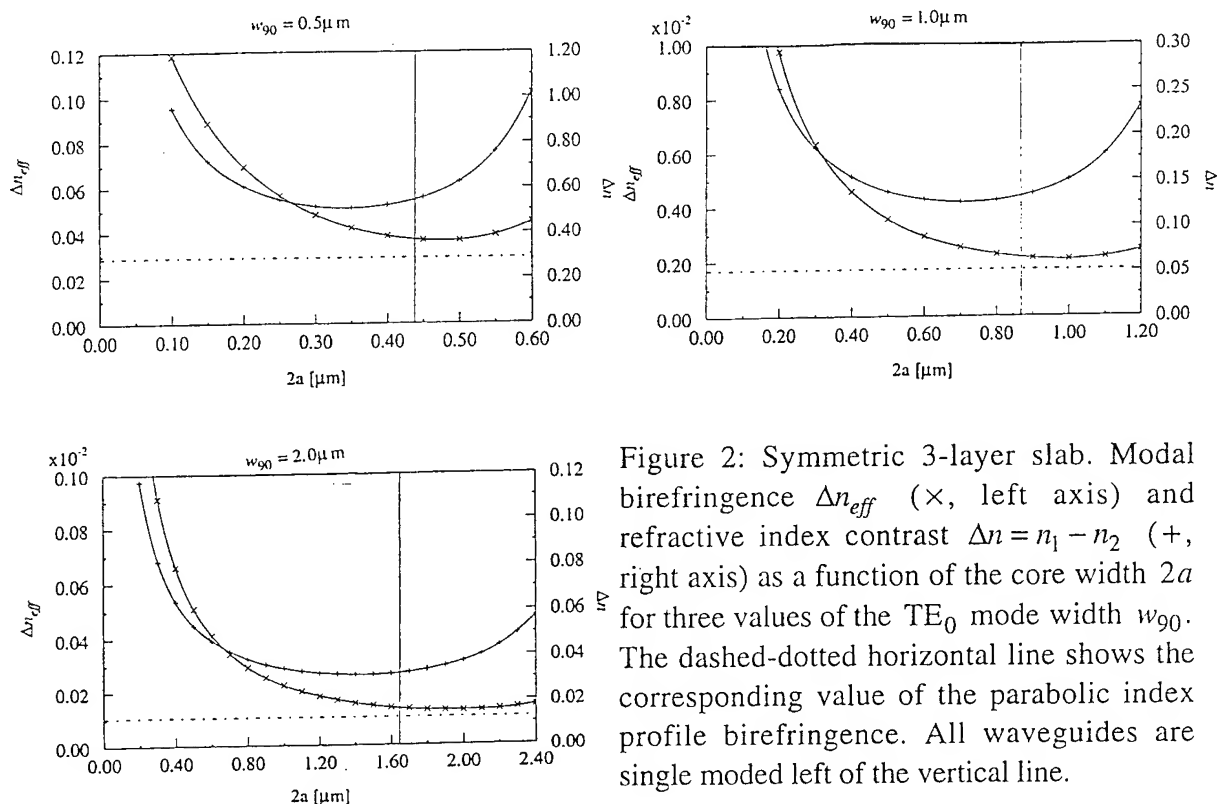 w₉₀ = 0.5μm
0.12
0.10
0.08
0.06
0.04
0.02
0.00
Δn_eff
1.20
1.00
0.80
0.60
0.40
0.20
0.00
Δn
0.00 0.10 0.20 0.30 0.40 0.50 0.60
2a [μm]
x10⁻²
w₉₀ = 1.0μm
1.00
0.80
0.60
0.40
0.20
0.00
Δn_eff
0.30
0.25
0.20
0.15
0.10
0.05
0.00
Δn
0.00 0.20 0.40 0.60 0.80 1.00 1.20
2a [μm]
x10⁻²
w₉₀ = 2.0μm
0.10
0.08
0.06
0.04
0.02
0.00
Δn_eff
0.12
0.10
0.08
0.06
0.04
0.02
0.00
Δn
0.00 0.40 0.80 1.20 1.60 2.00 2.40
2a [μm]
Figure 2: Symmetric 3-layer slab. Modal
birefringence Δn_eff (×, left axis) and
refractive index contrast Δn = n₁ − n₂ (+,
right axis) as a function of the core width 2a
for three values of the TE₀ mode width w₉₀.
The dashed-dotted horizontal line shows the
corresponding value of the parabolic index
profile birefringence. All waveguides are
single moded left of the vertical line.